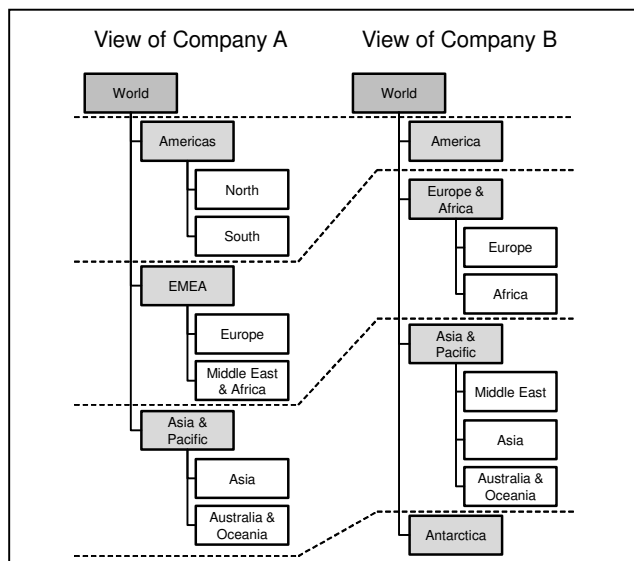 View of Company A
World
Americas
North
South
EMEA
Europe
Middle East
& Africa
Asia &
Pacific
Asia
Australia &
Oceania
View of Company B
World
America
Europe &
Africa
Europe
Africa
Asia &
Pacific
Middle East
Asia
Australia &
Oceania
Antarctica